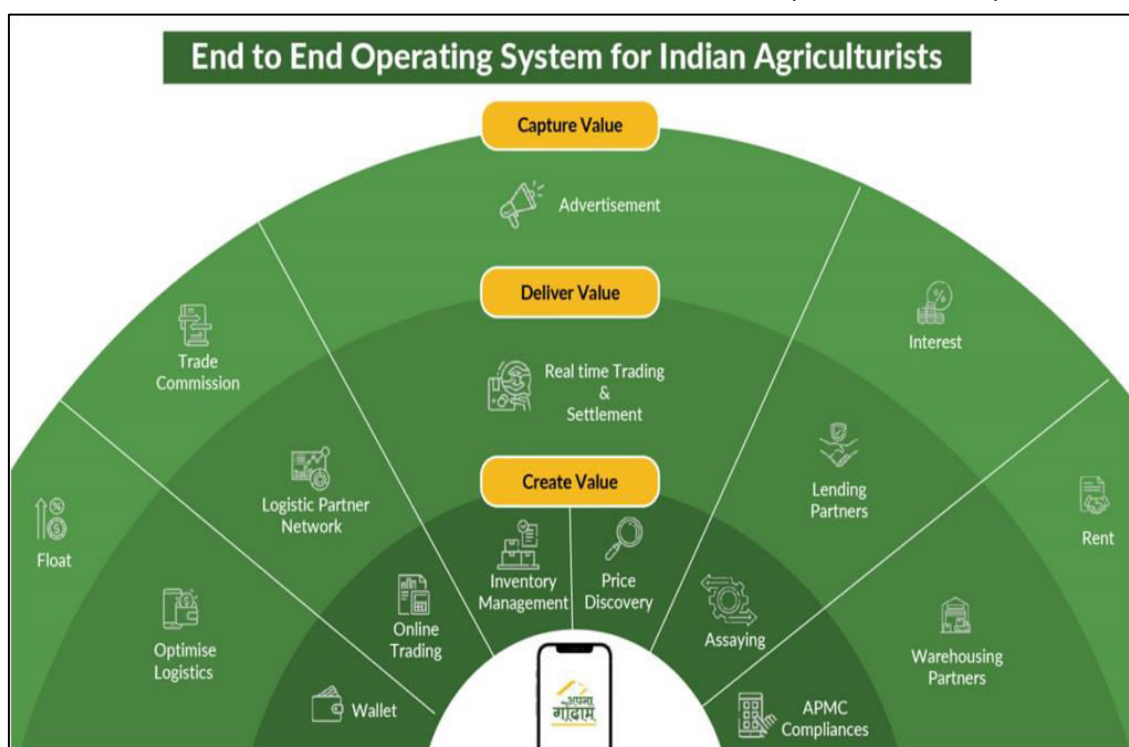 End to End Operating System for Indian Agriculturists
Capture Value
Advertisement
Trade
Commission
Interest
Float
Rent
Deliver Value
Real time Trading
&
Settlement
Logistic Partner
Network
Lending
Partners
Optimise
Logistics
Warehousing
Partners
Create Value
Inventory
Management
Price
Discovery
Online
Trading
Assaying
Wallet
APMC
Compliances
अपना
गोदाम